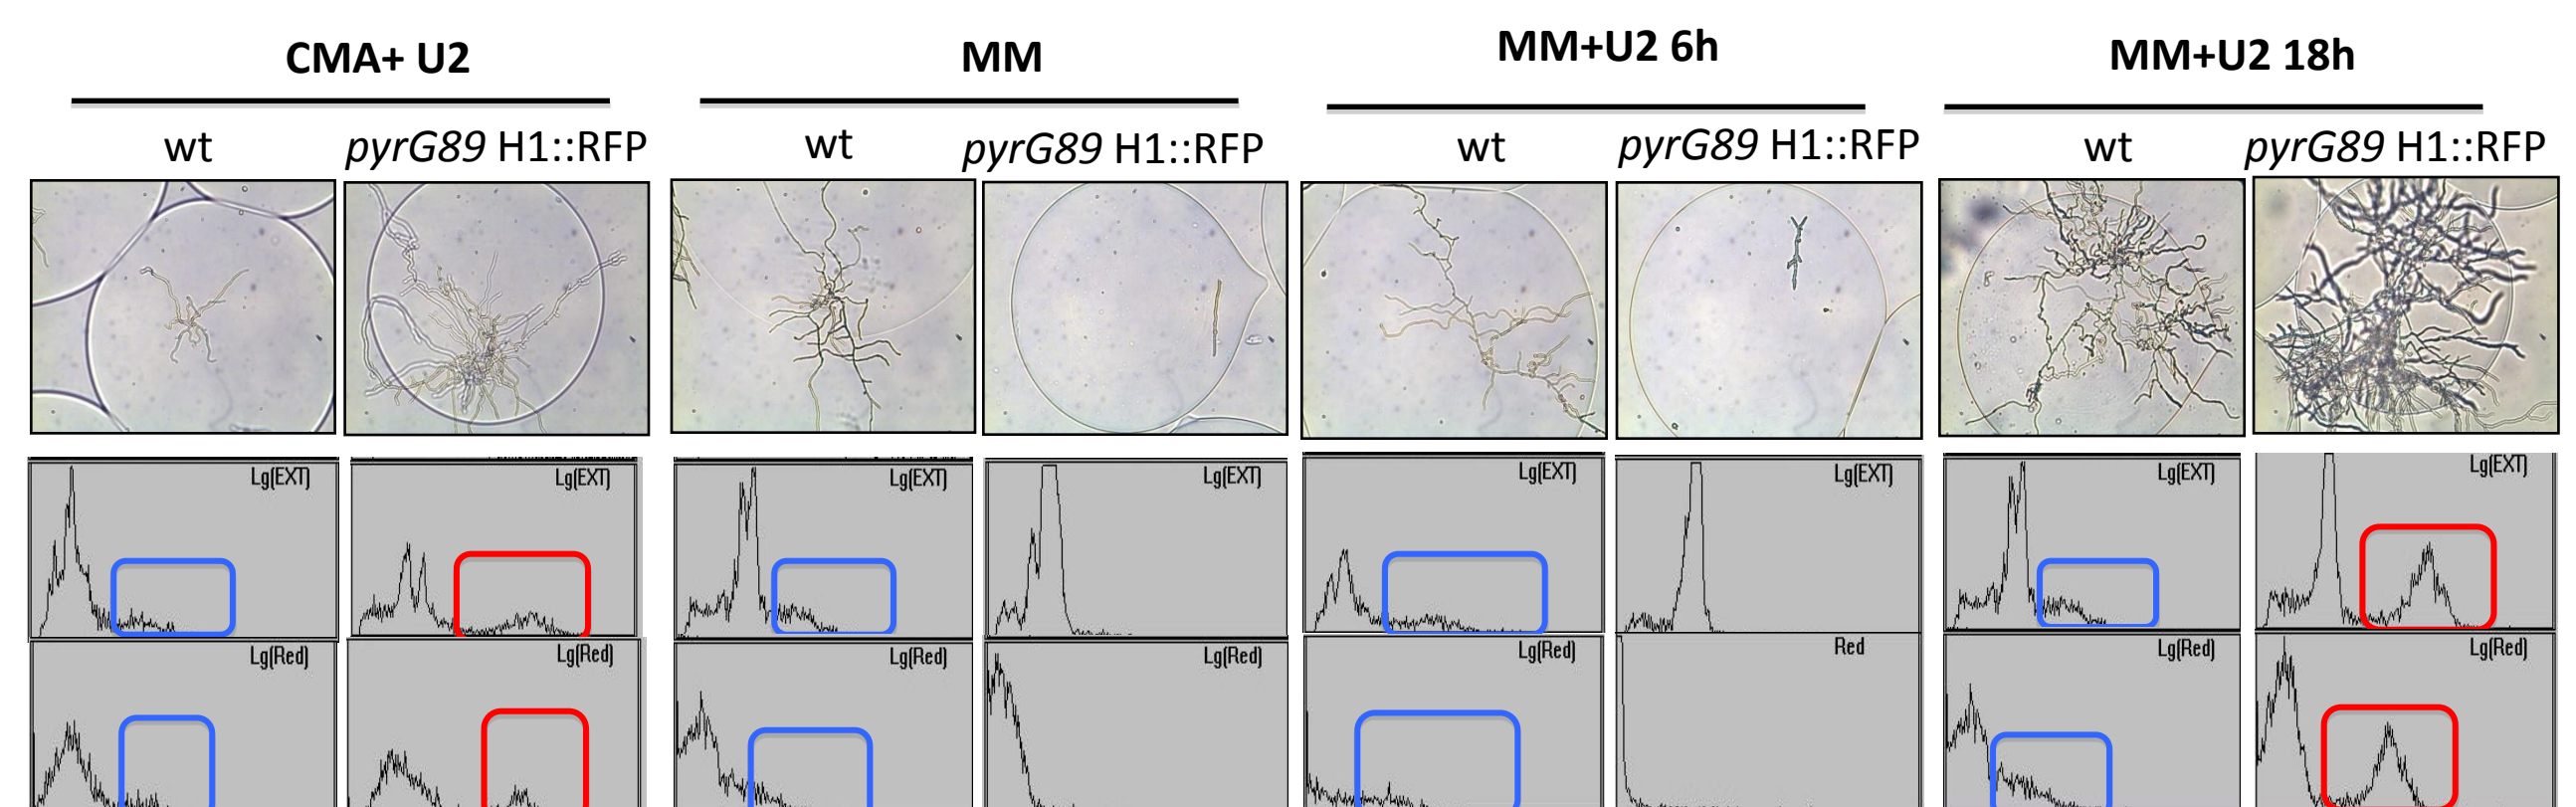 CMA+ U2 MM MM+U2 6h MM+U2 18h
wt pyrG89 H1::RFP wt pyrG89 H1::RFP wt pyrG89 H1::RFP wt pyrG89 H1::RFP
Lg(EXT) Lg(EXT) Lg(EXT) Lg(EXT) Lg(EXT) Lg(EXT) Lg(EXT) Lg(EXT)
Lg(Red) Lg(Red) Lg(Red) Lg(Red) Lg(Red) Red Lg(Red) Lg(Red)